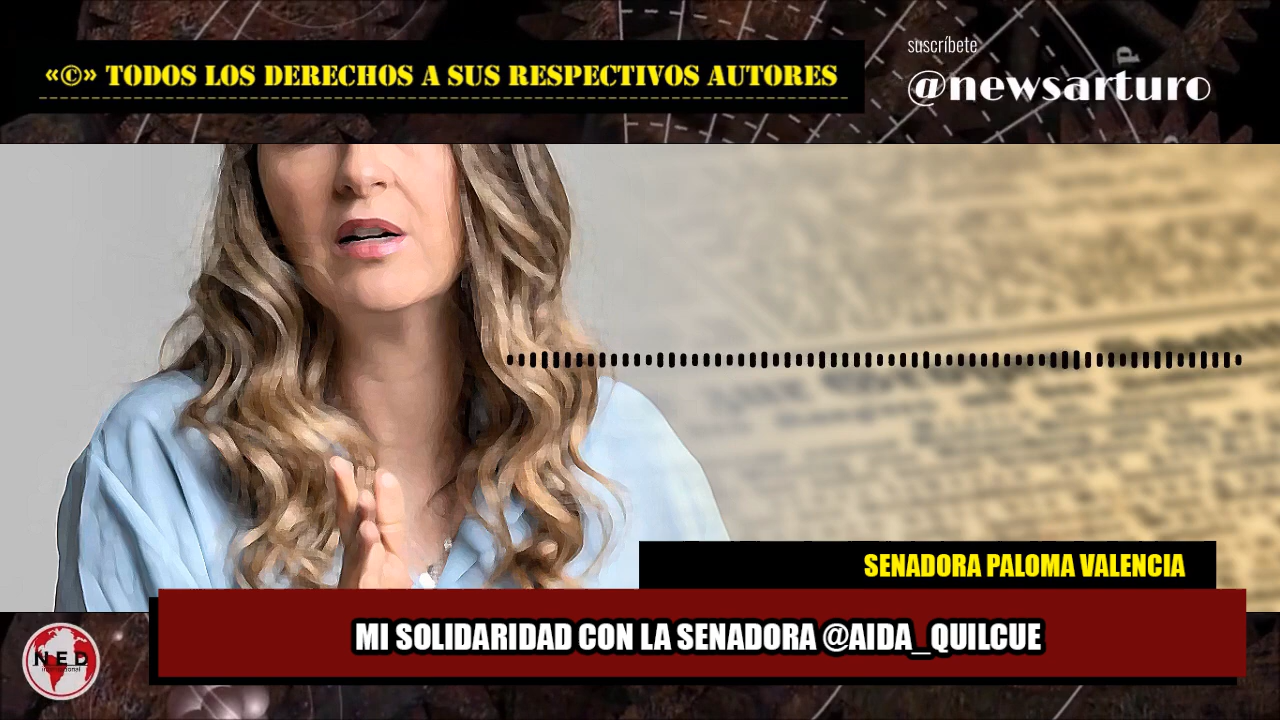 «©» TODOS LOS DERECHOS A SUS RESPECTIVOS AUTORES
suscríbete
@newsarturo
SENADORA PALOMA VALENCIA
MI SOLIDARIDAD CON LA SENADORA @AIDA_QUILCUE
N E D